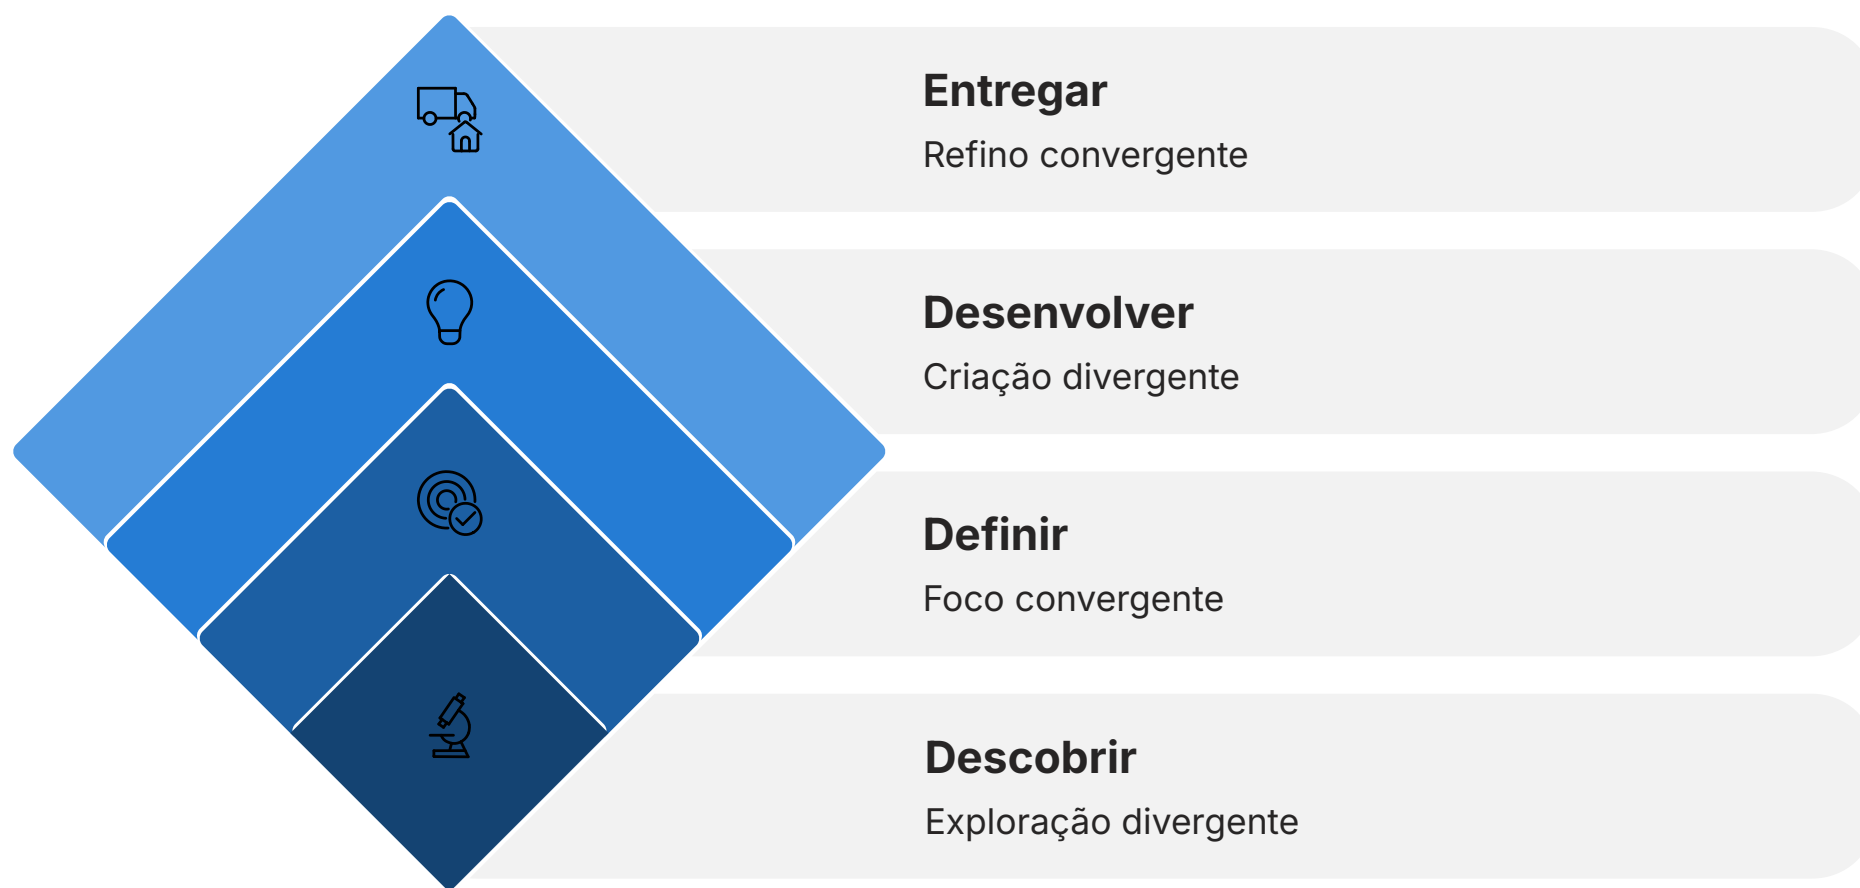 Entregar
Refino convergente
Desenvolver
Criação divergente
Definir
Foco convergente
Descobrir
Exploração divergente